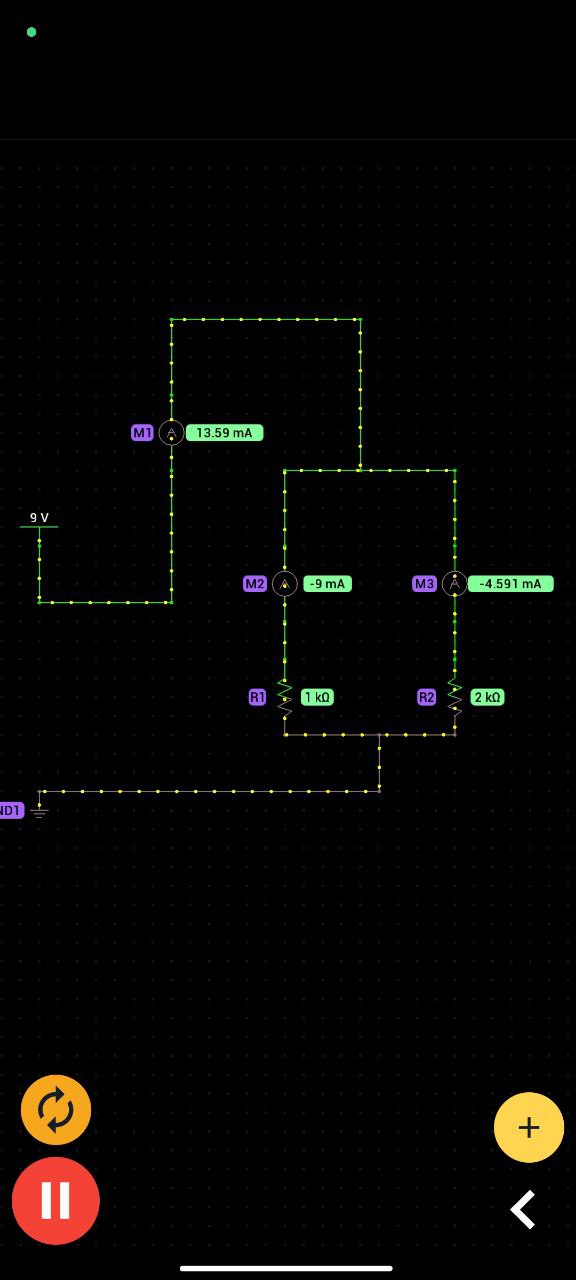 M1 A 13.59 mA
9 V
M2 A -9 mA M3 A -4.591 mA
R1 1 kΩ R2 2 kΩ
ND1